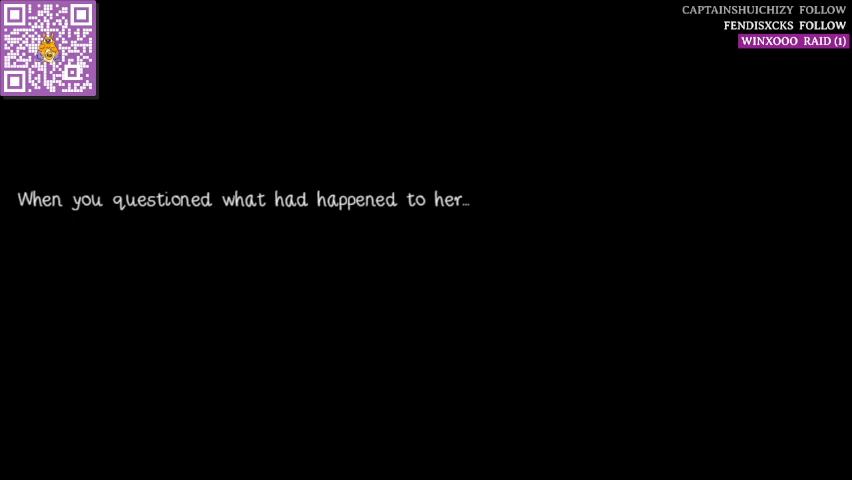 CAPTAINSHUICHIZY FOLLOW
FENDISXCKS FOLLOW
WINXOOO RAID (1)
When you questioned what had happened to her...